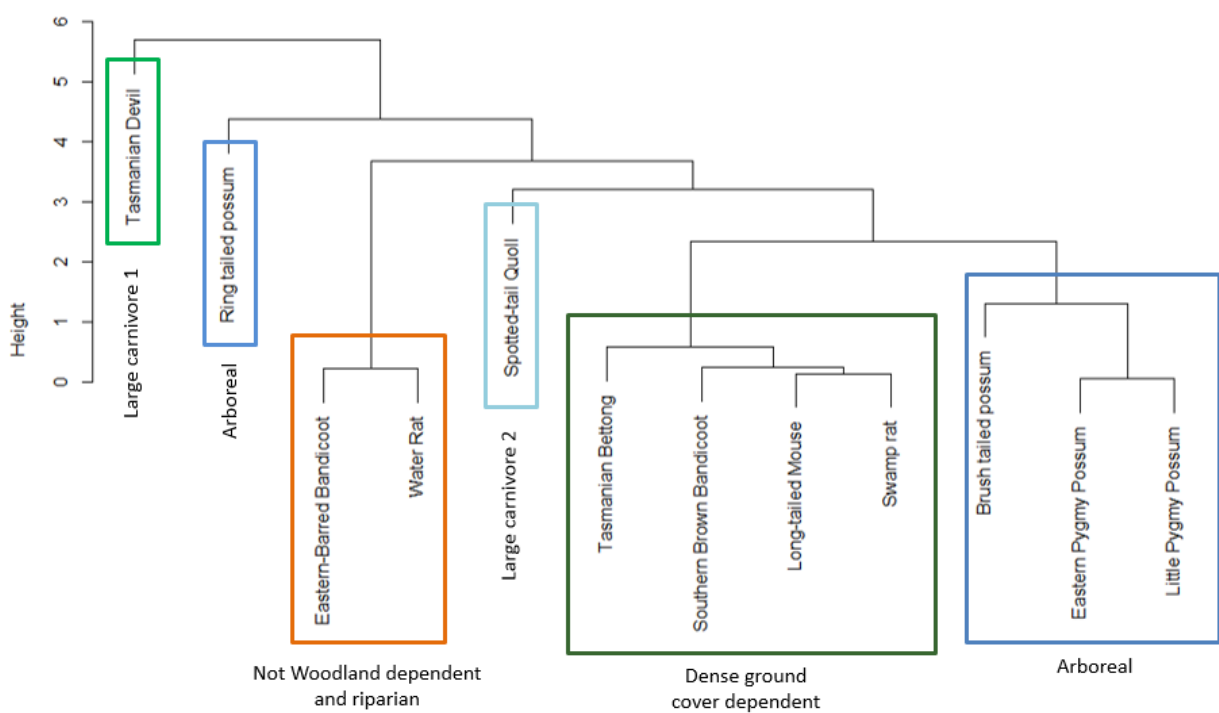 6
5
4
3
2
1
0
Height
Tasmanian Devil
Large carnivore 1
Ring tailed possum
Arboreal
Eastern-Barred Bandicoot
Water Rat
Not Woodland dependent
and riparian
Spotted-tail Quoll
Large carnivore 2
Tasmanian Bettong
Southern Brown Bandicoot
Long-tailed Mouse
Swamp rat
Dense ground
cover dependent
Brush tailed possum
Eastern Pygmy Possum
Little Pygmy Possum
Arboreal